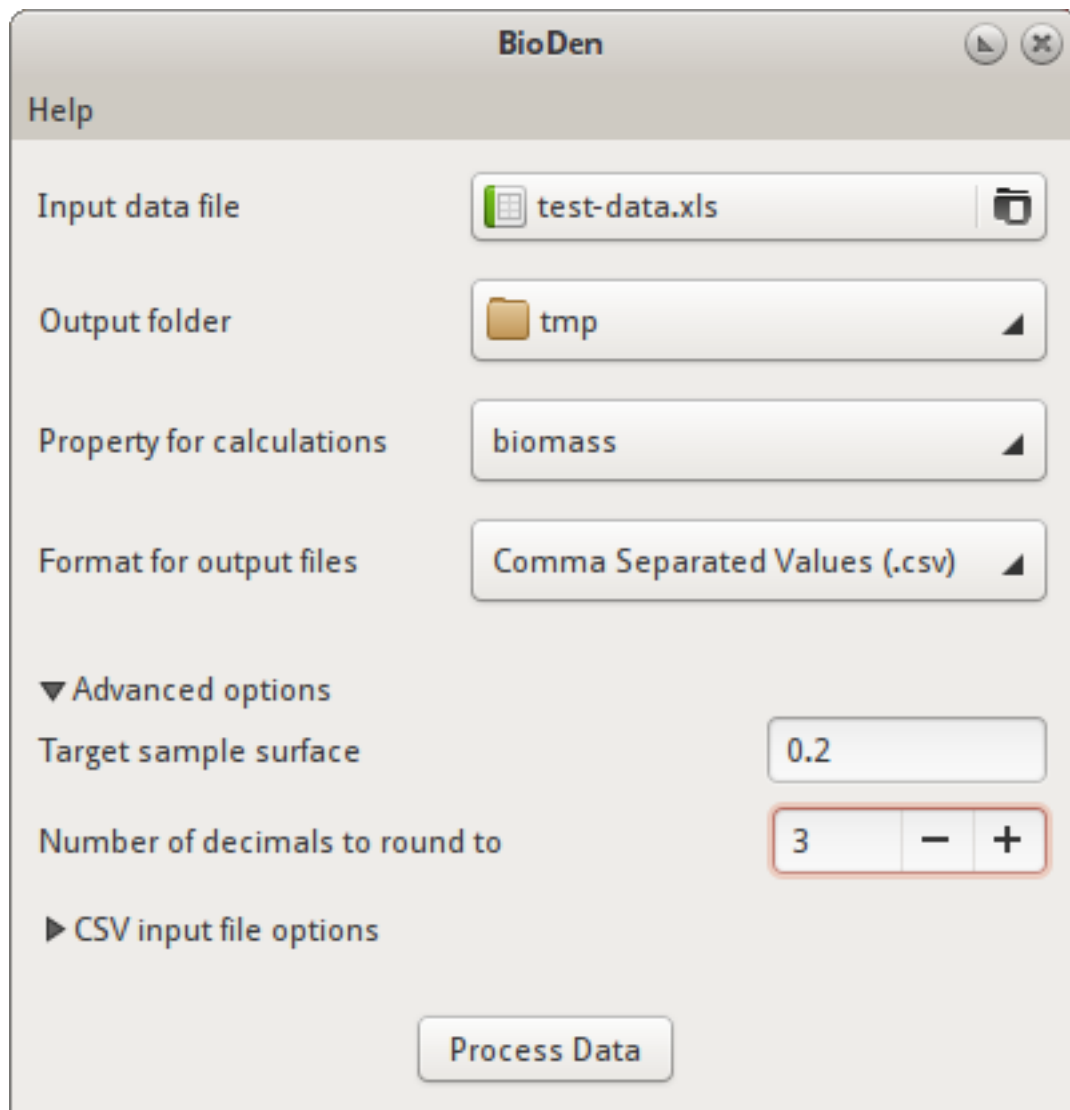 BioDen
Help
Input data file test-data.xls
Output folder tmp
Property for calculations biomass
Format for output files Comma Separated Values (.csv)
Advanced options
Target sample surface 0.2
Number of decimals to round to 3 − +
CSV input file options
Process Data